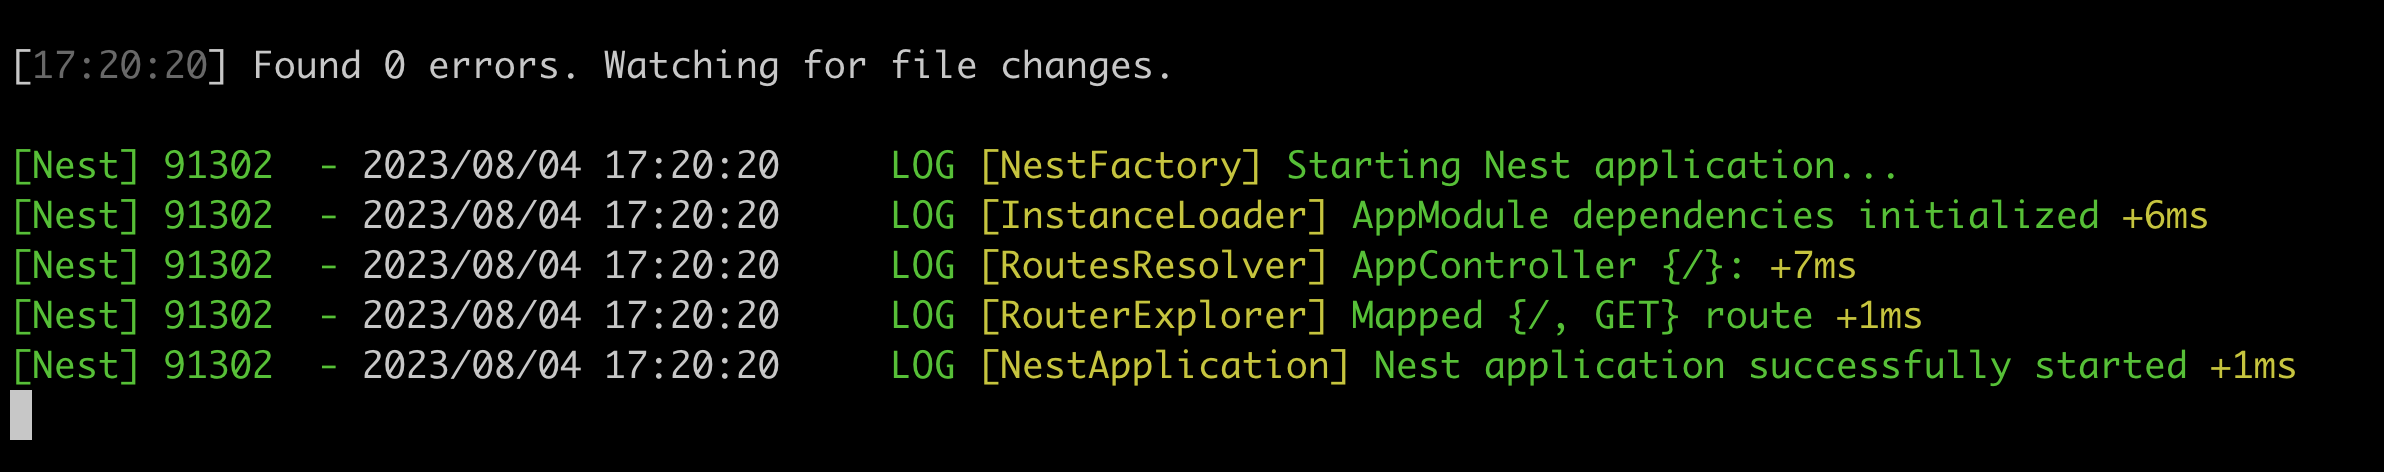 [17:20:20] Found 0 errors. Watching for file changes.
[Nest] 91302  - 2023/08/04 17:20:20     LOG [NestFactory] Starting Nest application...
[Nest] 91302  - 2023/08/04 17:20:20     LOG [InstanceLoader] AppModule dependencies initialized +6ms
[Nest] 91302  - 2023/08/04 17:20:20     LOG [RoutesResolver] AppController {/}: +7ms
[Nest] 91302  - 2023/08/04 17:20:20     LOG [RouterExplorer] Mapped {/, GET} route +1ms
[Nest] 91302  - 2023/08/04 17:20:20     LOG [NestApplication] Nest application successfully started +1ms